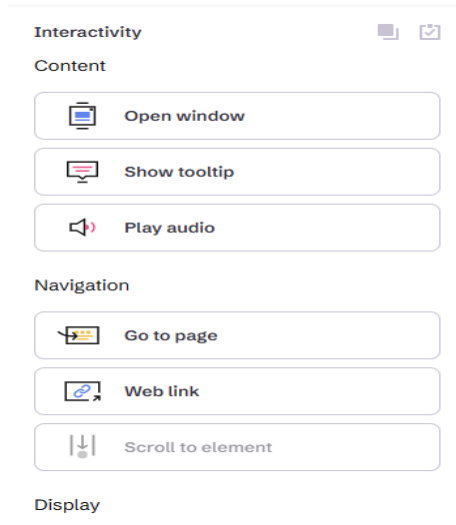 Interactivity
Content
Open window
Show tooltip
Play audio
Navigation
Go to page
Web link
Scroll to element
Display